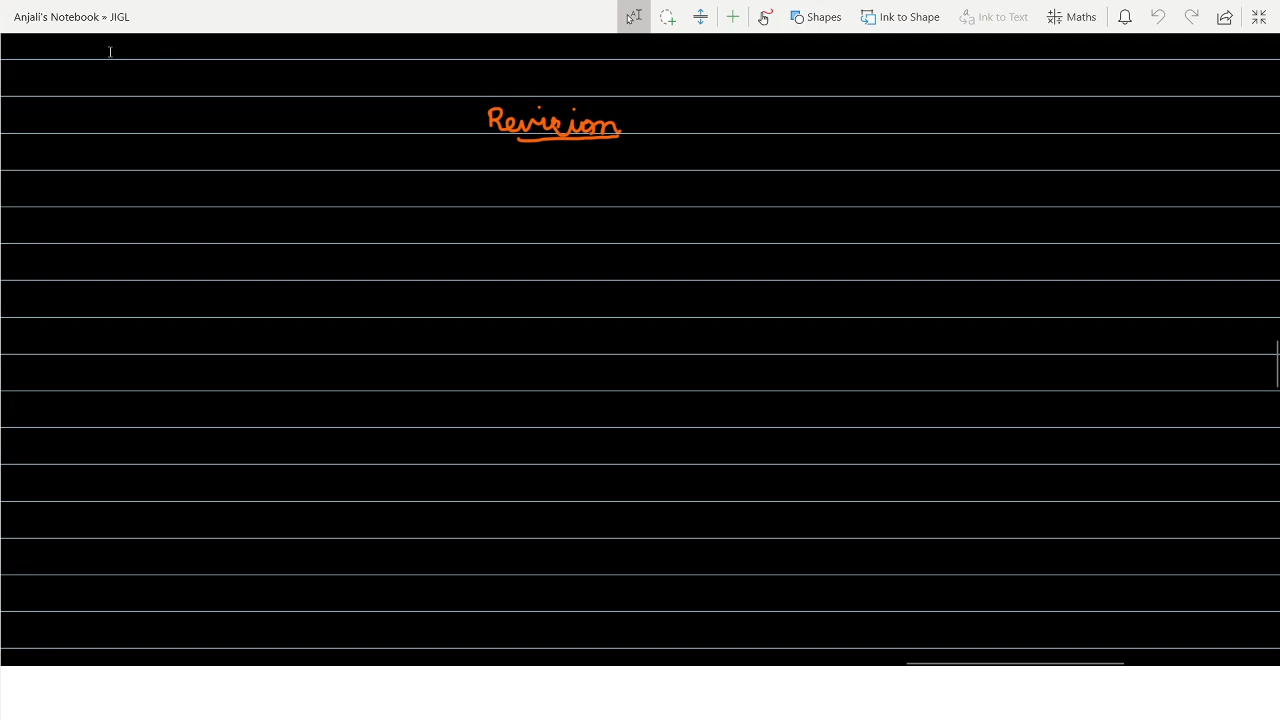 Anjali's Notebook » JIGL
Shapes Ink to Shape Ink to Text Maths
Revision